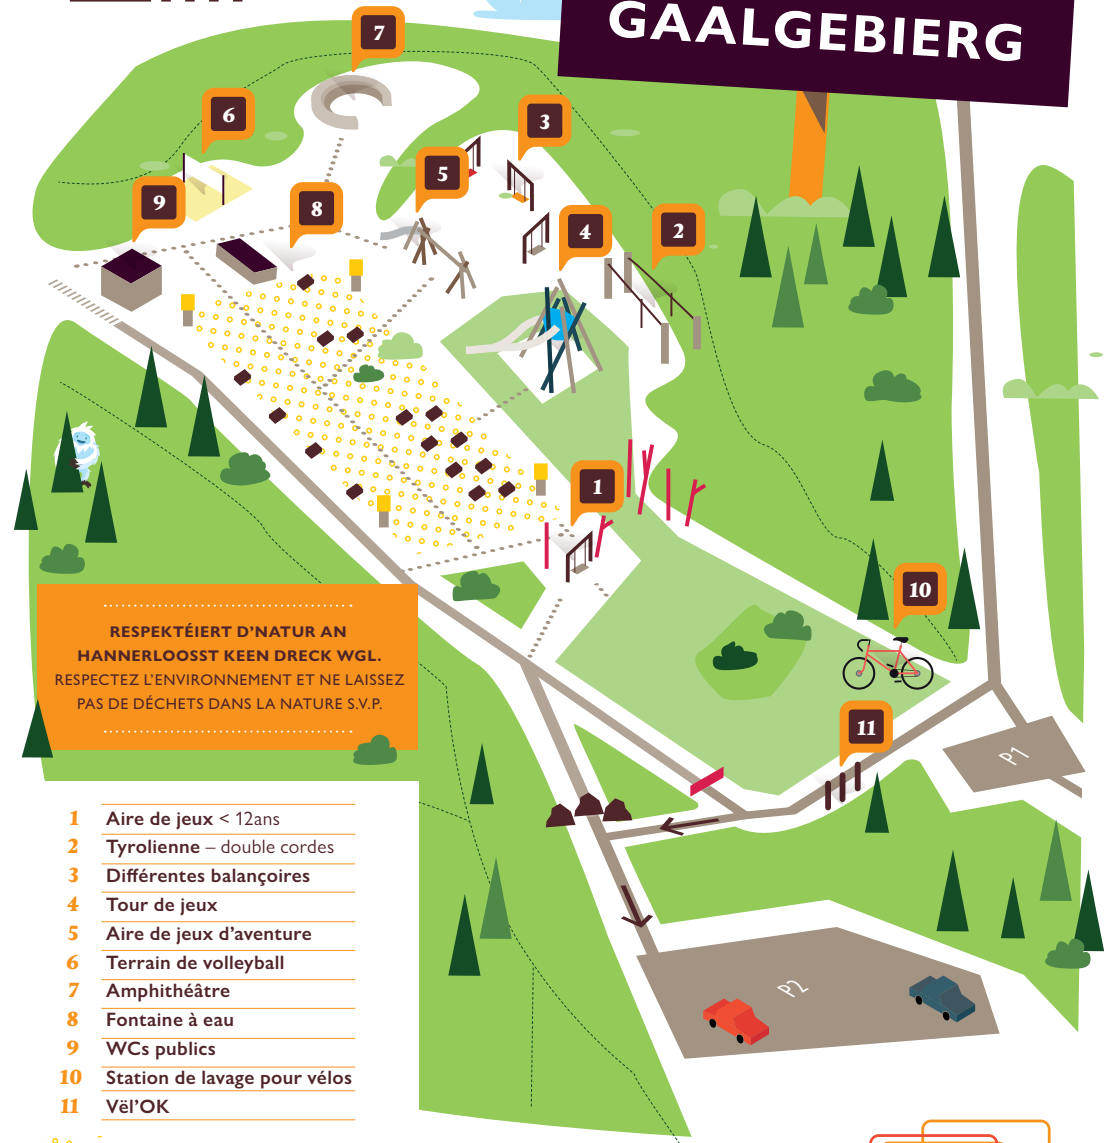 GAALGEBIERG
7
6
3
5
9
8
4
2
1
10
11
P1
P2
RESPEKTÉIERT D’NATUR AN
HANNERLOOSST KEEN DRECK WGL.
RESPECTEZ L’ENVIRONNEMENT ET NE LAISSEZ
PAS DE DÉCHETS DANS LA NATURE S.V.P.
1 Aire de jeux < 12ans
2 Tyrolienne – double cordes
3 Différentes balançoires
4 Tour de jeux
5 Aire de jeux d’aventure
6 Terrain de volleyball
7 Amphithéâtre
8 Fontaine à eau
9 WCs publics
10 Station de lavage pour vélos
11 Vël’OK